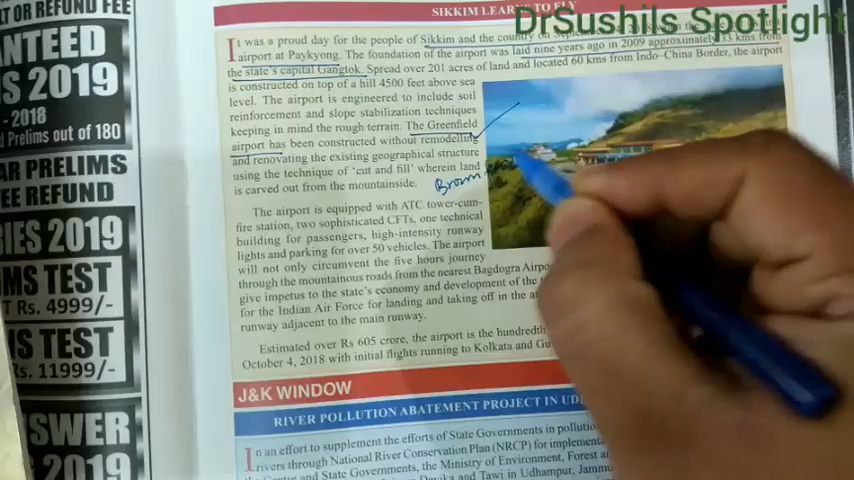 LT OR REFUND FEE
ANTEED
S 2019
- 2018
d Prelims out of 180
AR PRELIMS
EE REFUND
RIES 2019
MS TEST
T Rs. 4999/-
IS TEST
Rs. 11999/-
SWER
2019
SIKKIM LEARNS TO FLY
DrSushils Spotlight
It was a proud day for the people of Sikkim and the country on
airport at Paykyong. The foundation of the airport was laid nine years ago in 2009 approximately 33 kms from
the state's capital Gangtok. Spread over 201 acres of land and located 60 kms from Indo-China Border, the airport
is constructed on top of a hill 4500 feet above sea
level. The airport is engineered to include soil
reinforcement and slope stabilization techniques
keeping in mind the rough terrain. The Greenfield
airport has been constructed without remodelling
and renovating the existing geographical structure
using the technique of 'cut and fill' wherein land
is carved out from the mountainside.
Brown
The airport is equipped with ATC tower-cum-
fire station, two sophisticated CFTs, one technical
building for passengers, high-intensity runway
lights and parking for over 50 vehicles. The airport
will not only circumvent the five hours journey
through the mountainous roads from the nearest Bagdogra Airpo
give impetus to the state's economy and development of the
for the Indian Air Force for landing and taking off in the
runway adjacent to the main runway.
Estimated over Rs 605 crore, the airport is the hundredth
October 4, 2018 with initial flights running to Kolkata and Gu
J&K WINDOW
RIVER POLLUTION ABATEMENT PROJECT IN UD
In an effort to supplement the efforts of State Governments in pollutio
rivers through National River Conservation Plan (NRCP) for implementa
Centre and State Governments, the Ministry of Environment, Forest a
Devika and Tawi in Udhampur, Jammu